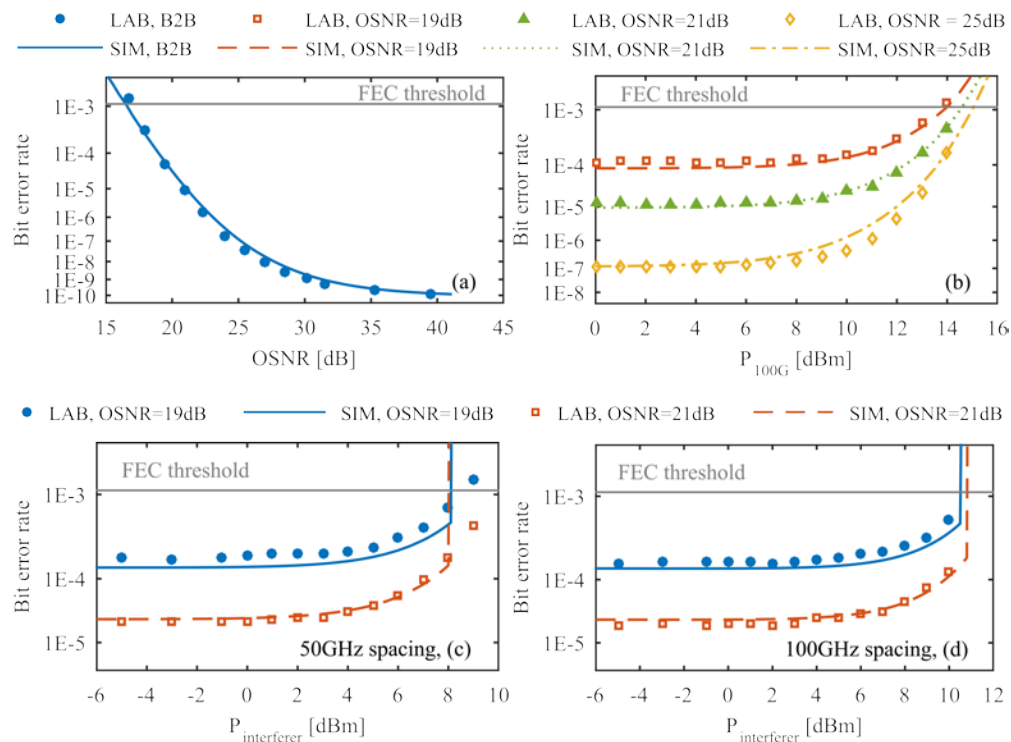 LAB, B2B LAB, OSNR=19dB LAB, OSNR=21dB LAB, OSNR = 25dB
SIM, B2B SIM, OSNR=19dB SIM, OSNR=21dB SIM, OSNR=25dB
FEC threshold
1E-3
1E-4
1E-5
1E-6
1E-7
1E-8
1E-9
1E-10
Bit error rate
(a)
15 20 25 30 35 40 45
OSNR [dB]
FEC threshold
1E-3
1E-4
1E-5
1E-6
1E-7
1E-8
Bit error rate
(b)
0 2 4 6 8 10 12 14 16
P100G [dBm]
LAB, OSNR=19dB SIM, OSNR=19dB LAB, OSNR=21dB SIM, OSNR=21dB
FEC threshold
1E-3
1E-4
1E-5
Bit error rate
50GHz spacing, (c)
-6 -4 -2 0 2 4 6 8 10
Pinterferer [dBm]
FEC threshold
1E-3
1E-4
1E-5
Bit error rate
100GHz spacing, (d)
-6 -4 -2 0 2 4 6 8 10 12
Pinterferer [dBm]